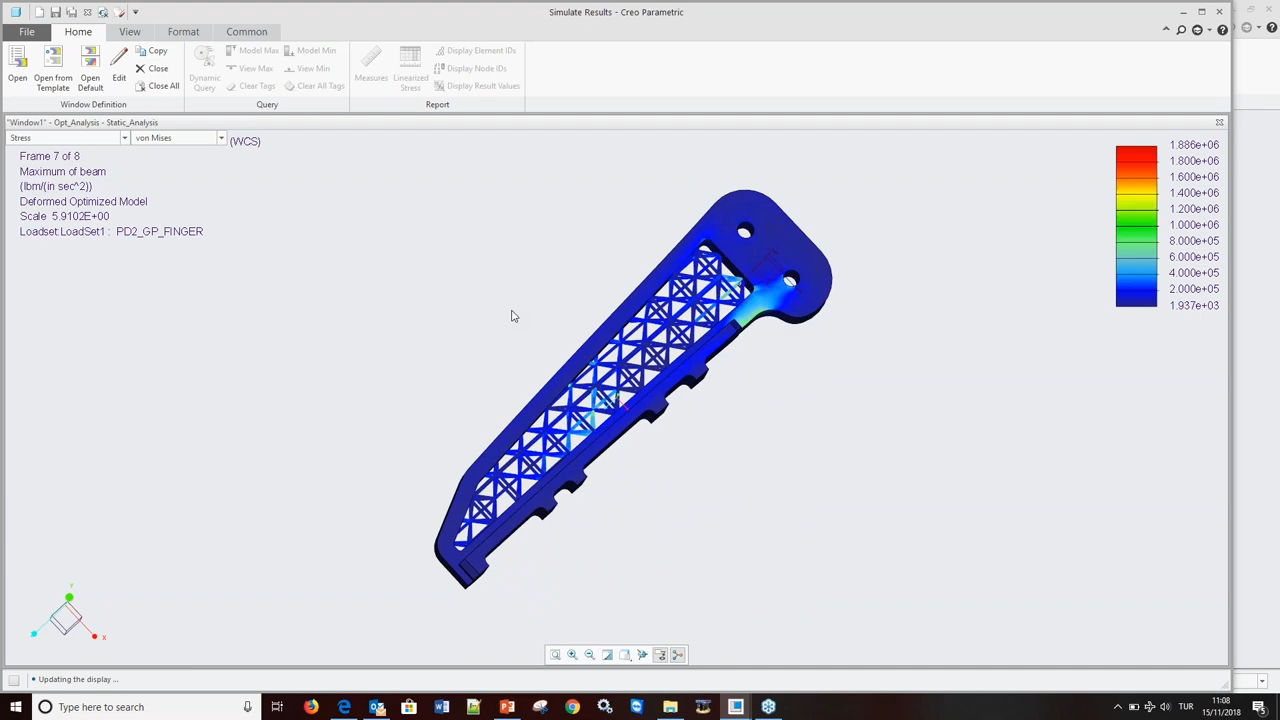 Simulate Results - Creo Parametric
File Home View Format Common
Open Open from Template Open Default Edit Copy Close Close All
Window Definition
Dynamic Query Model Max Model Min View Max View Min Clear Tags Clear All Tags
Query
Measures Linearized Stress Display Element IDs Display Node IDs Display Result Values
Report
"Window1" - Opt_Analysis - Static_Analysis
Stress von Mises (WCS)
Frame 7 of 8
Maximum of beam
(lbm/(in sec^2))
Deformed Optimized Model
Scale 5.9102E+00
Loadset:LoadSet1 : PD2_GP_FINGER
1.886e+06
1.800e+06
1.600e+06
1.400e+06
1.200e+06
1.000e+06
8.000e+05
6.000e+05
4.000e+05
2.000e+05
1.937e+03
Y
X
Updating the display ...
Type here to search
TUR
11:08
15/11/2018